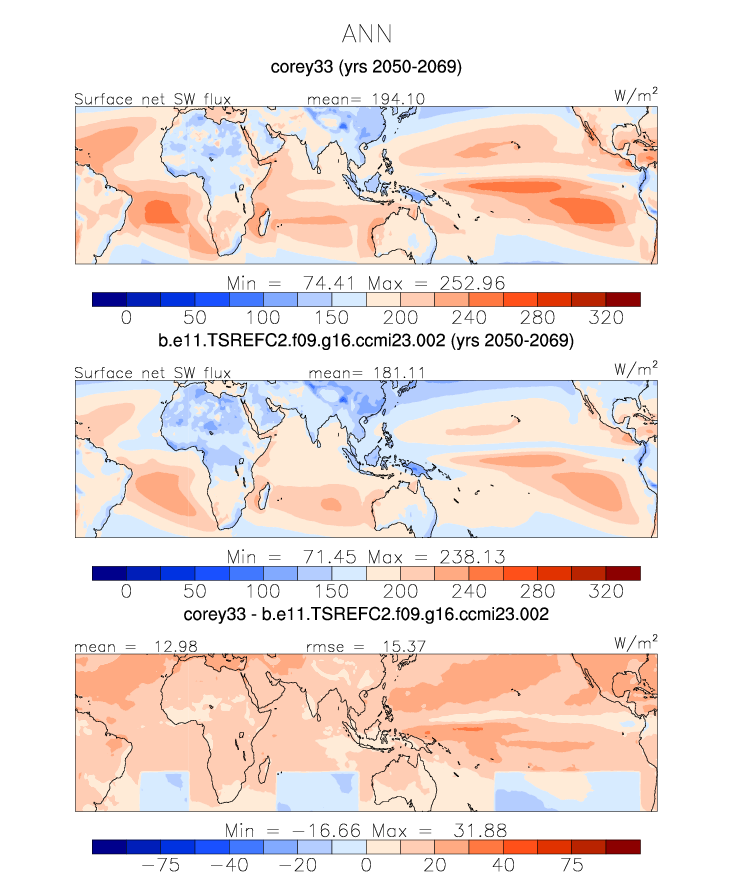 ANN
corey33 (yrs 2050-2069)
Surface net SW flux mean= 194.10 W/m²
Min = 74.41 Max = 252.96
0 50 100 150 200 240 280 320
b.e11.TSREFC2.f09.g16.ccmi23.002 (yrs 2050-2069)
Surface net SW flux mean= 181.11 W/m²
Min = 71.45 Max = 238.13
0 50 100 150 200 240 280 320
corey33 - b.e11.TSREFC2.f09.g16.ccmi23.002
mean = 12.98 rmse = 15.37 W/m²
Min = −16.66 Max = 31.88
−75 −40 −20 0 20 40 75